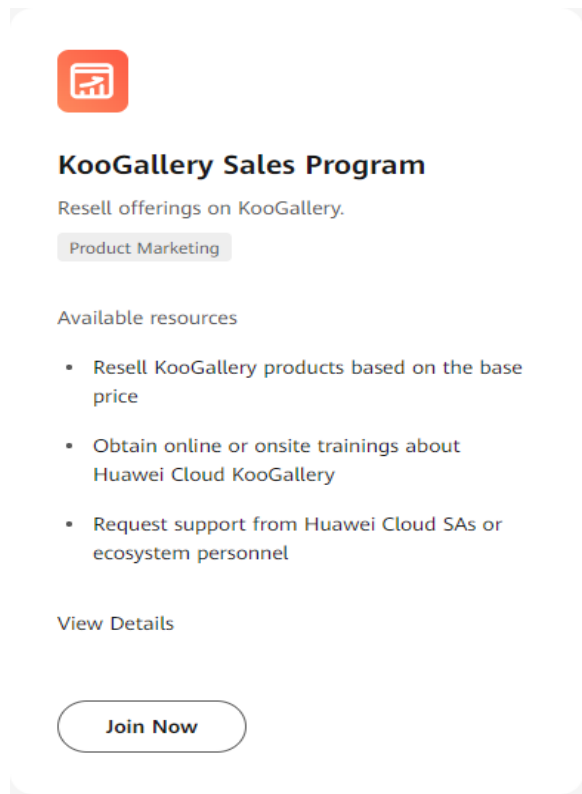 KooGallery Sales Program
Resell offerings on KooGallery.
Product Marketing
Available resources
• Resell KooGallery products based on the base
price
• Obtain online or onsite trainings about
Huawei Cloud KooGallery
• Request support from Huawei Cloud SAs or
ecosystem personnel
View Details
Join Now